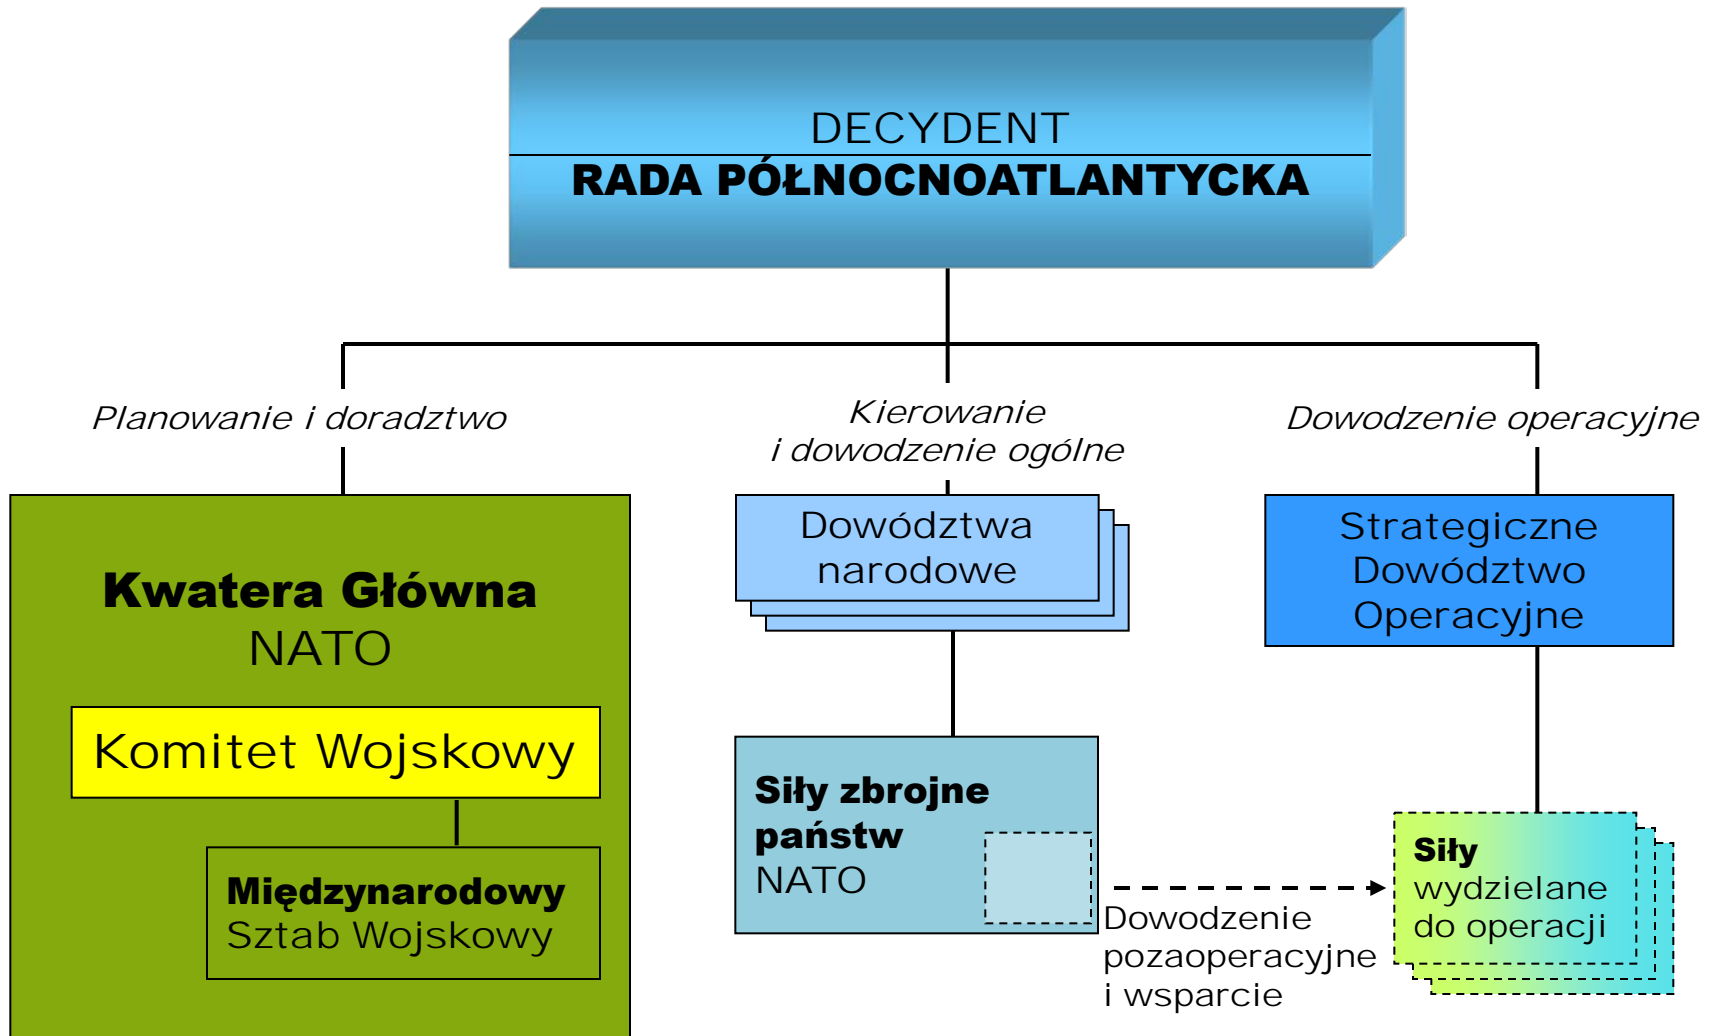 DECYDENT
RADA PÓŁNOCNOATLANTYCKA
Planowanie i doradztwo
Kierowanie
i dowodzenie ogólne
Dowodzenie operacyjne
Kwatera Główna
NATO
Komitet Wojskowy
Międzynarodowy
Sztab Wojskowy
Dowództwa
narodowe
Siły zbrojne
państw
NATO
Dowodzenie
pozaoperacyjne
i wsparcie
Strategiczne
Dowództwo
Operacyjne
Siły
wydzielane
do operacji